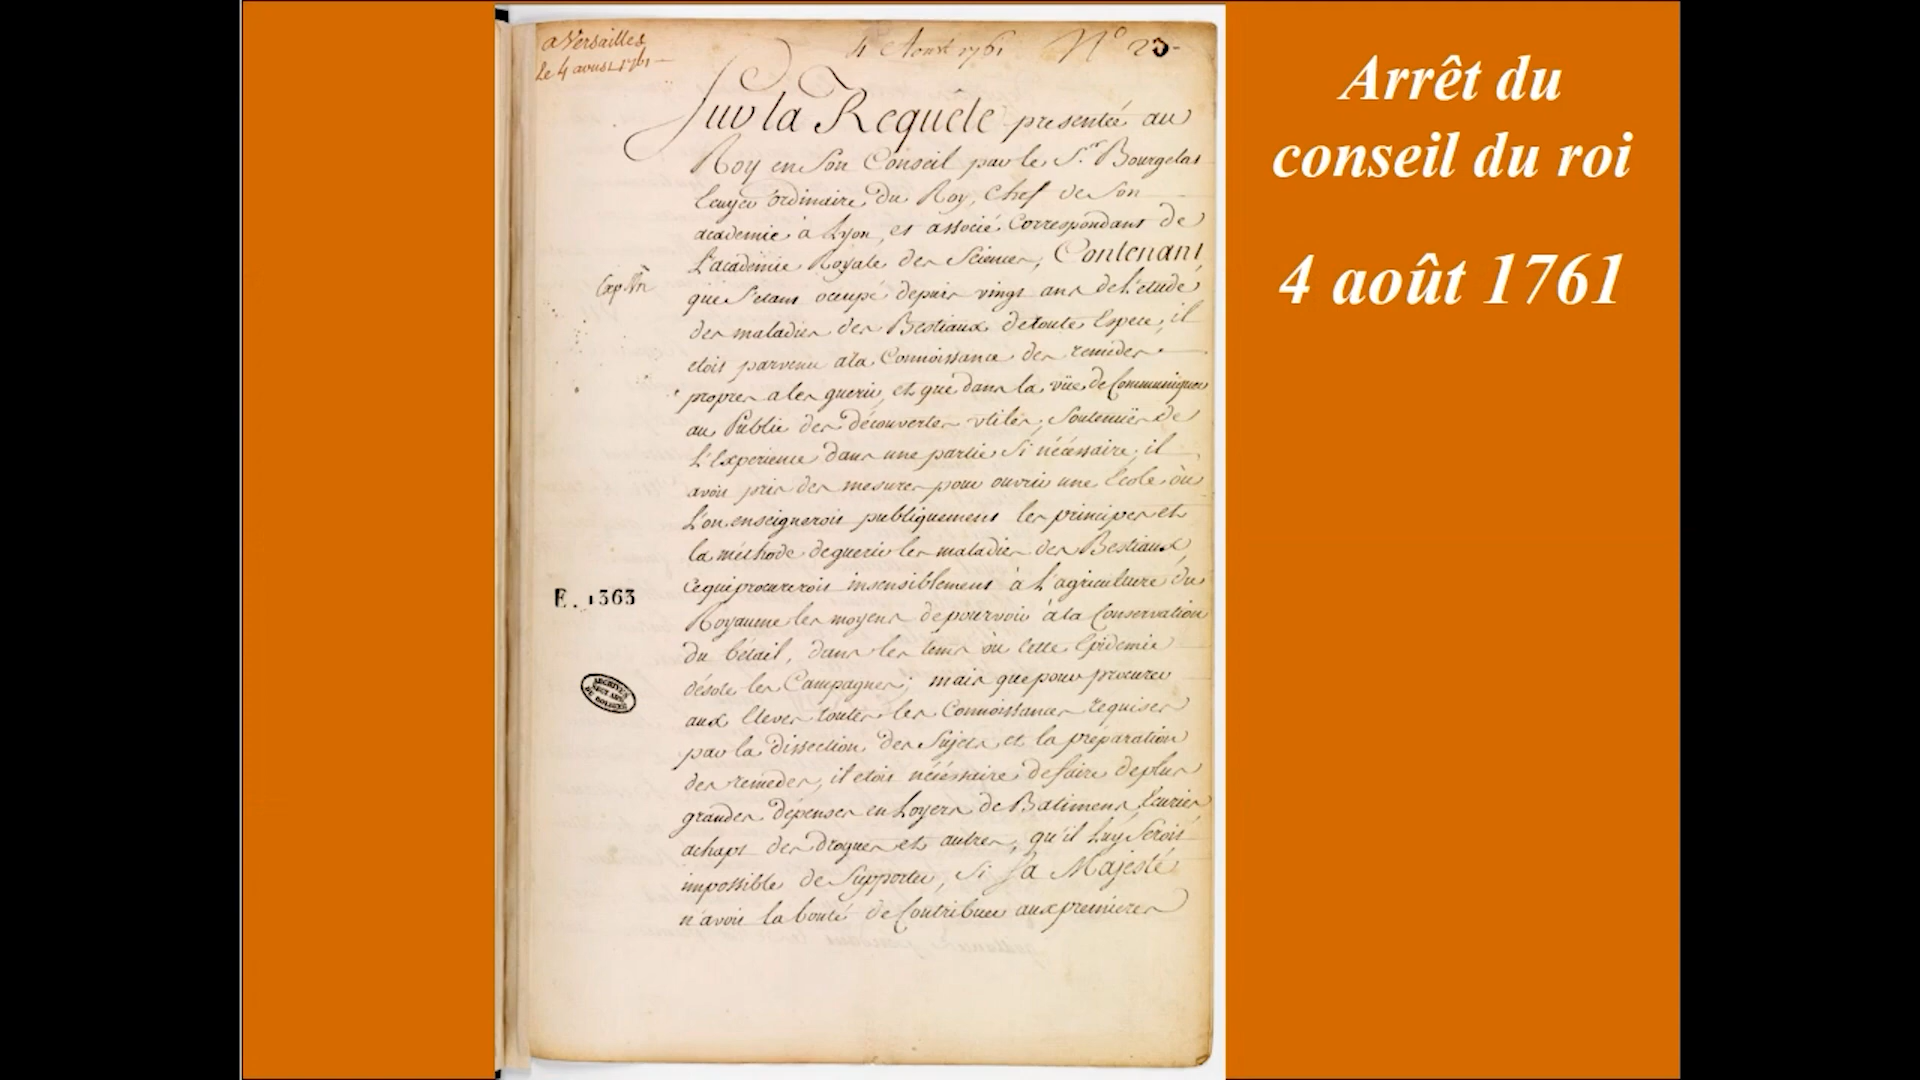 a Versailles
Le 4 aoust 1761
4 Aoust 1761 N° 23
Sur la Requête presentée au
Roy en Son Conseil par le S.r Bourgelat
Ecuyer ordinaire du Roy, Chef de Son
academie à Lyon, et associé Correspondant de
L'academie Royale des Sciences, Contenant
que S'etant occupé depuis vingt ans de l'etude
des maladies des Bestiaux de toute Espece, il
etoit parvenu a la Connoissance des remedes
propres a les guerir, et que dans la vüe de Communiquer
au Public des découvertes utiles, Soutenües de
L'Experience dans une partie Si nécéssaire, il
avoit pris des mesures pour ouvrir une Ecole où
L'on enseigneroit publiquement les principes et
la méthode de guerir les maladies des Bestiaux,
Ce qui procureroit insensiblement à L'agriculture du
Royaume les moyens de pourvoir à la Conservation
du bétail, dans les tems où cette Epidemie
désole les Campagnes; mais que pour procurer
aux Eleves toutes les Connoissances requises
par la dissection des Sujets et la préparation
des remedes, il etoit nécéssaire de faire de plus
grandes dépenses en Loyers de Batimens, Ecuries
achapt des drogues et autres, qu'il Luy Seroit
impossible de Supporter, Si Sa Majesté
n'avoit la bonté de Contribuer aux premieres
E. 1363
ARCHIVES
Arrêt du
conseil du roi
4 août 1761